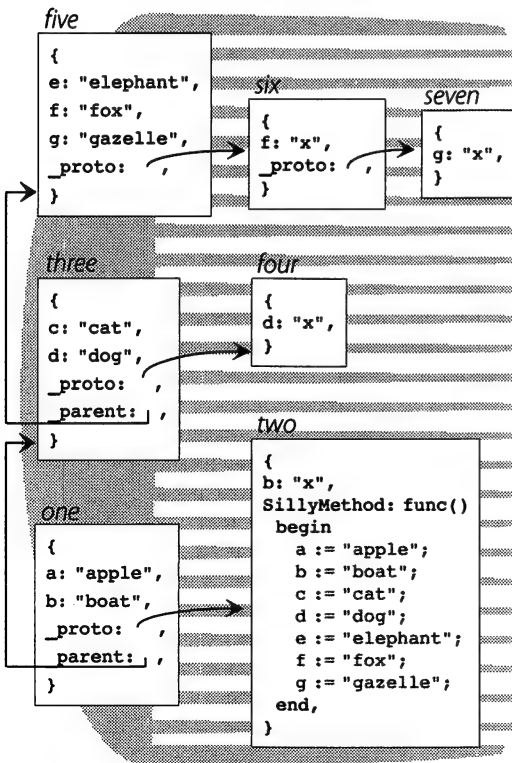 five
{
e: "elephant",
f: "fox",
g: "gazelle",
_proto: ,
}
six
{
f: "x",
_proto: ,
}
seven
{
g: "x",
}
three
{
c: "cat",
d: "dog",
_proto: ,
_parent: ,
}
four
{
d: "x",
}
one
{
a: "apple",
b: "boat",
_proto: ,
_parent: ,
}
two
{
b: "x",
SillyMethod: func()
begin
a := "apple";
b := "boat";
c := "cat";
d := "dog";
e := "elephant";
f := "fox";
g := "gazelle";
end,
}